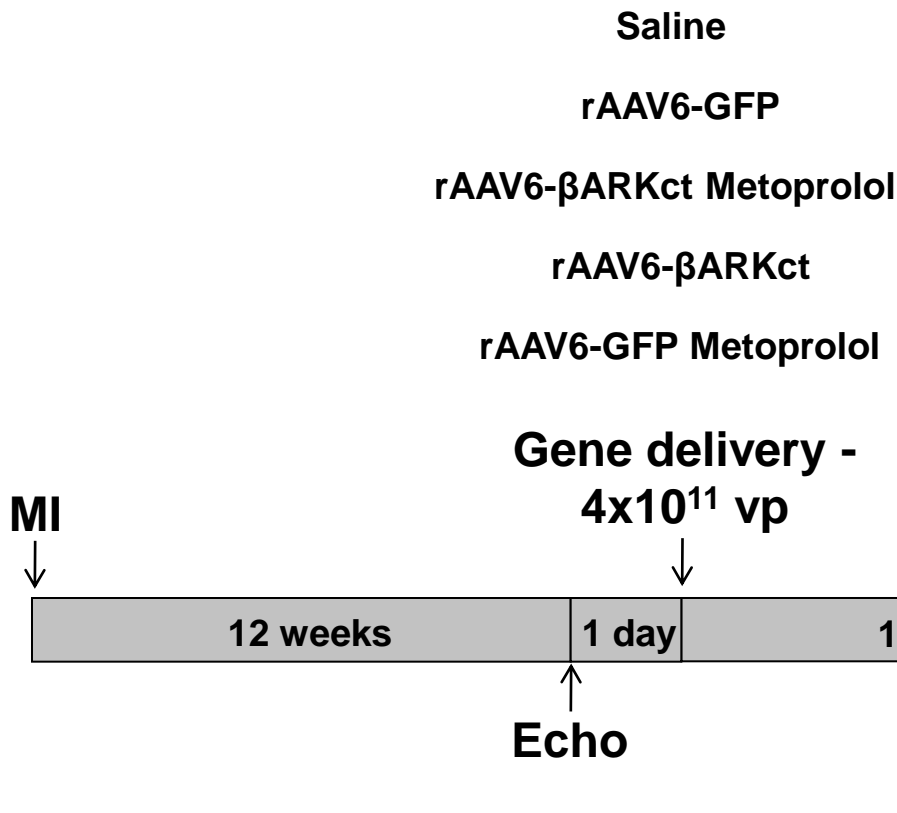 Saline
rAAV6-GFP
rAAV6-βARKct Metoprolol
rAAV6-βARKct
rAAV6-GFP Metoprolol
Gene delivery -
4x10¹¹ vp
MI
12 weeks
1 day
1
Echo